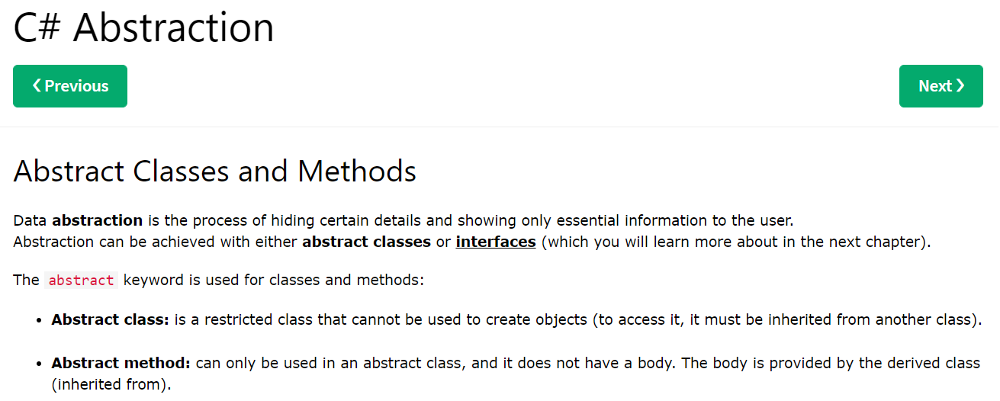 C# Abstraction
❮ Previous
Next ❯
Abstract Classes and Methods
Data abstraction is the process of hiding certain details and showing only essential information to the user.
Abstraction can be achieved with either abstract classes or interfaces (which you will learn more about in the next chapter).
The abstract keyword is used for classes and methods:
• Abstract class: is a restricted class that cannot be used to create objects (to access it, it must be inherited from another class).
• Abstract method: can only be used in an abstract class, and it does not have a body. The body is provided by the derived class
(inherited from).